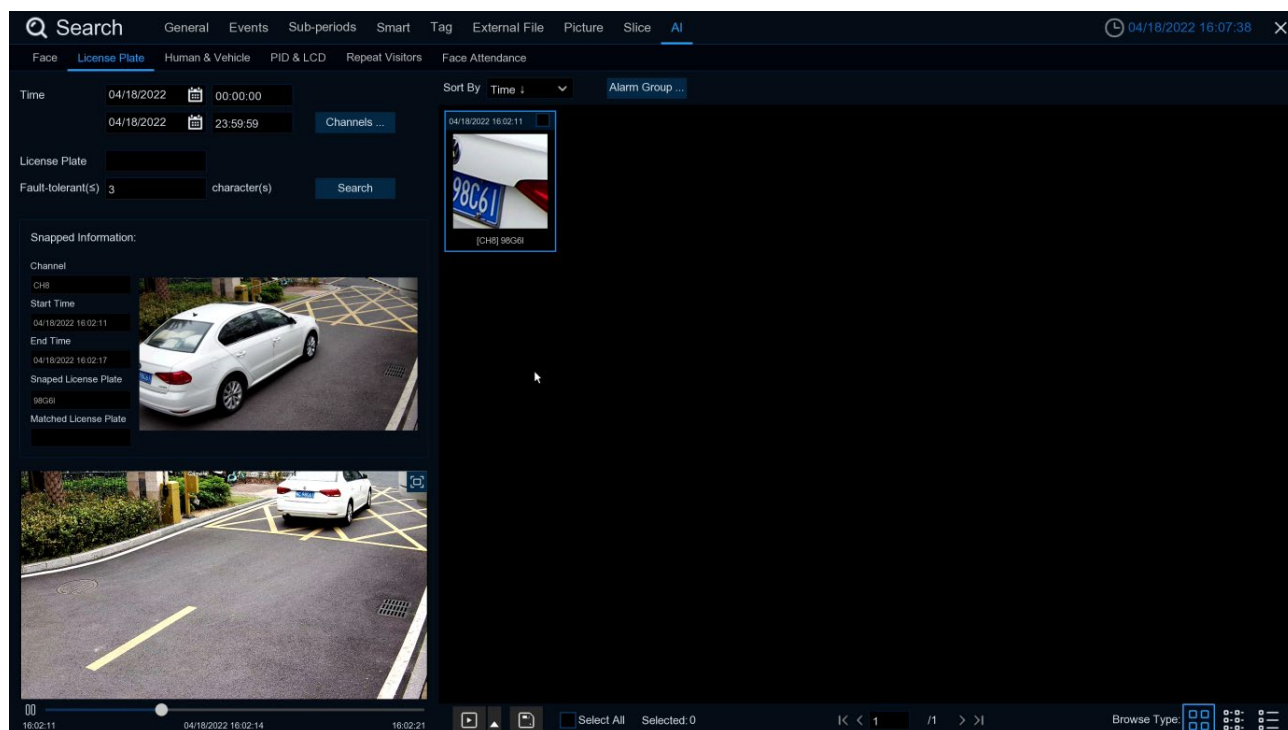 Search General Events Sub-periods Smart Tag External File Picture Slice AI 04/18/2022 16:07:38
Face License Plate Human & Vehicle PID & LCD Repeat Visitors Face Attendance
Time 04/18/2022 00:00:00
04/18/2022 23:59:59 Channels ...
License Plate
Fault-tolerant(≤) 3 character(s) Search
Snapped Information:
Channel
CH8
Start Time
04/18/2022 16:02:11
End Time
04/18/2022 16:02:17
Snaped License Plate
98G6I
Matched License Plate
16:02:11 04/18/2022 16:02:14 16:02:21
Sort By Time ↓ Alarm Group ...
04/18/2022 16:02:11
98C61
[CH8] 98G6I
Select All Selected: 0 1 /1 Browse Type: